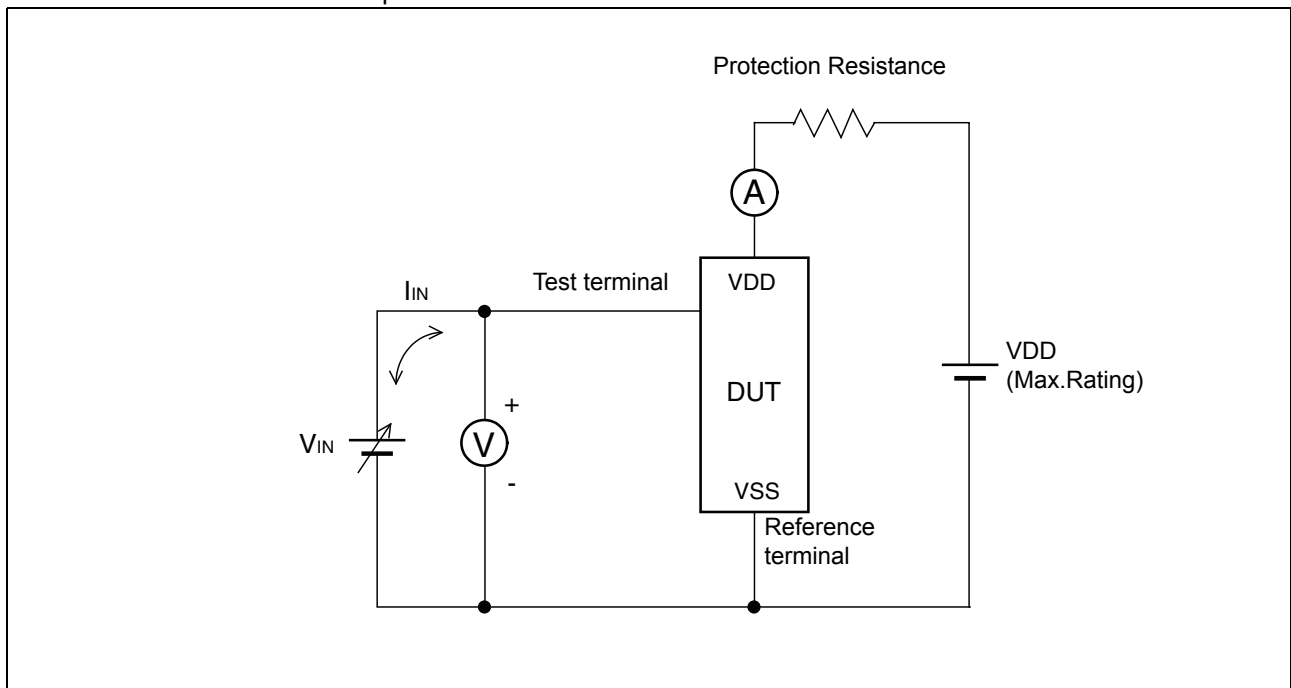 Protection Resistance
A
Test terminal
VDD
IIN
VDD
(Max.Rating)
DUT
+
VIN
V
-
VSS
Reference
terminal